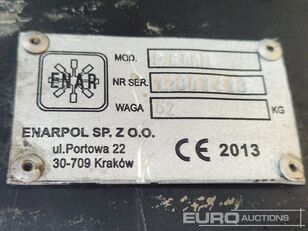 MOD.
ENAR
NR SER.
WAGA 62 KG
ENARPOL SP. Z O.O.
ul.Portowa 22
30-709 Kraków
CE 2013
EURO AUCTIONS